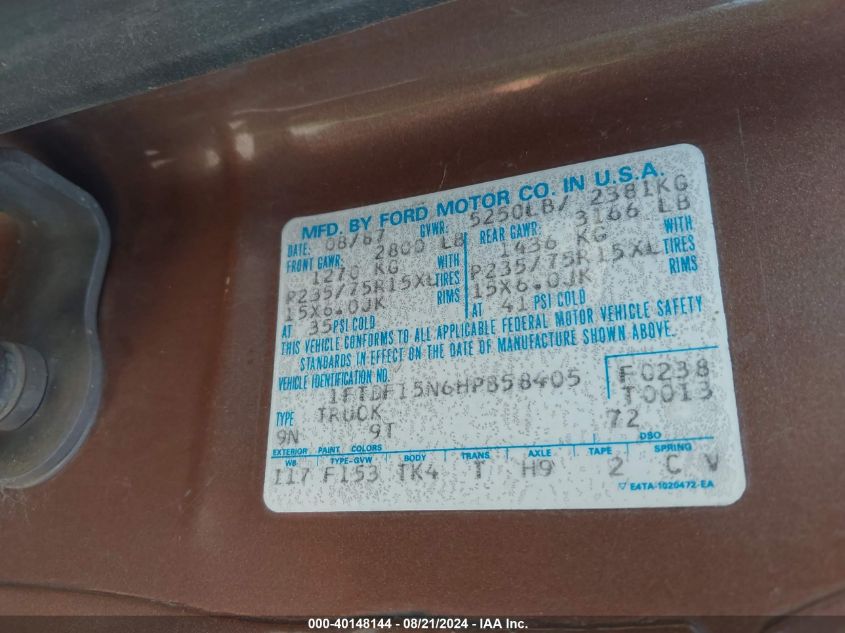 MFD. BY FORD MOTOR CO. IN U.S.A.
DATE: 08/67 GVWR: 5250LB/ 2381KG
FRONT GAWR: 2800 LB REAR GAWR: 3166 LB
1270 KG WITH 1436 KG WITH
P235/75R15XL TIRES P235/75R15XL TIRES
15X6.0JK RIMS 15X6.0JK RIMS
AT 35 PSI COLD AT 41 PSI COLD
THIS VEHICLE CONFORMS TO ALL APPLICABLE FEDERAL MOTOR VEHICLE SAFETY
STANDARDS IN EFFECT ON THE DATE OF MANUFACTURE SHOWN ABOVE.
VEHICLE IDENTIFICATION NO. F0238
1FTDF15N6HPB58405 T0013
TYPE TRUCK
9N 9T 72
EXTERIOR PAINT COLORS DSO
WB TYPE-GVW BODY TRANS AXLE TAPE SPRING
117 F153 TK4 T H9 2 C V
▽ E4TA-1020472-EA
000-40148144 - 08/21/2024 - IAA Inc.